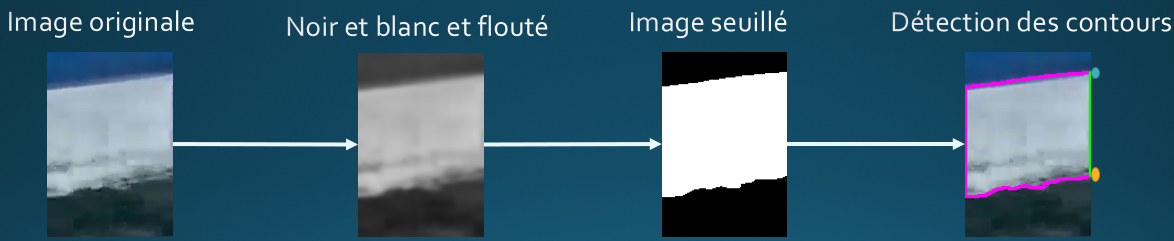 Image originale
Noir et blanc et flouté
Image seuillé
Détection des contours